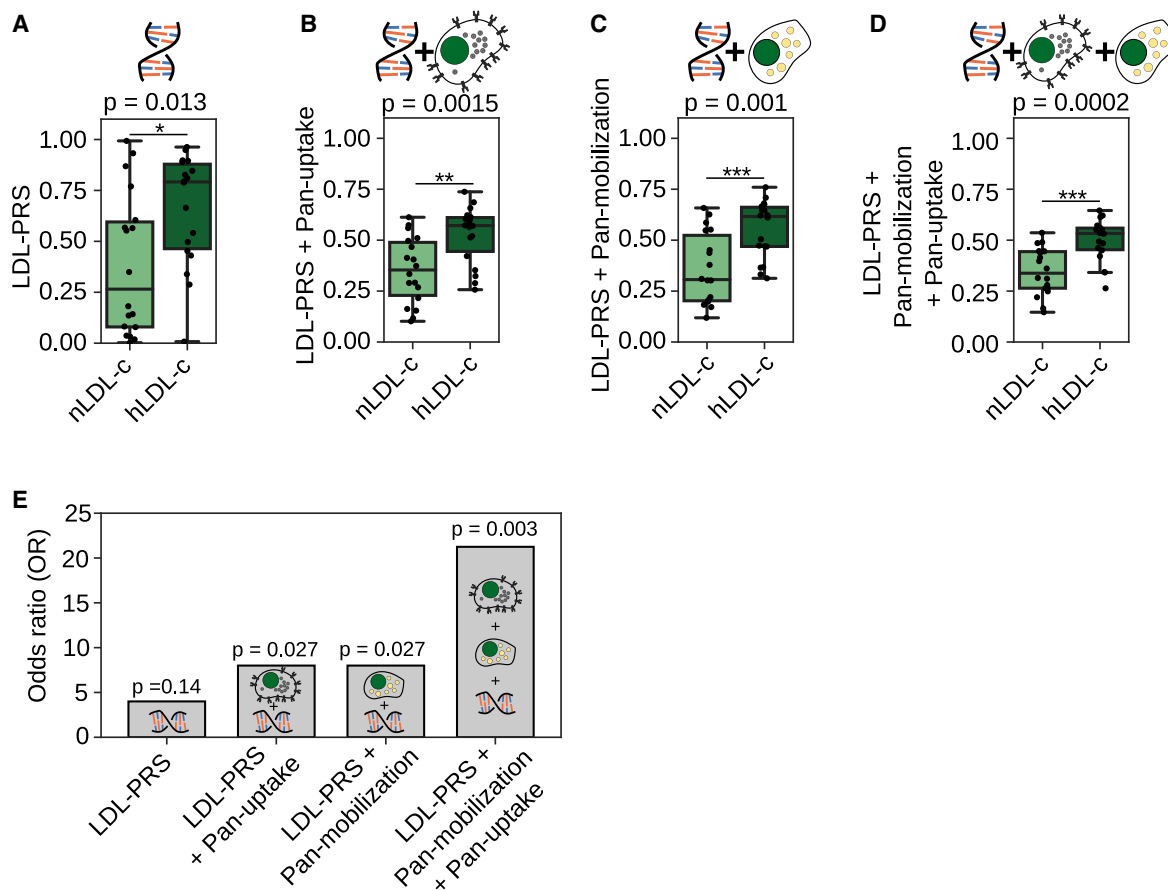 A
p = 0.013
*
LDL-PRS
1.00
0.75
0.50
0.25
0.00
nLDL-c
hLDL-c
B
+
p = 0.0015
**
LDL-PRS + Pan-uptake
1.00
0.75
0.50
0.25
0.00
nLDL-c
hLDL-c
C
+
p = 0.001
***
LDL-PRS + Pan-mobilization
1.00
0.75
0.50
0.25
0.00
nLDL-c
hLDL-c
D
+
+
p = 0.0002
***
LDL-PRS +
Pan-mobilization
+ Pan-uptake
1.00
0.75
0.50
0.25
0.00
nLDL-c
hLDL-c
E
Odds ratio (OR)
25
20
15
10
5
0
p =0.14
p = 0.027
+
p = 0.027
+
p = 0.003
+
+
LDL-PRS
LDL-PRS
+ Pan-uptake
LDL-PRS +
Pan-mobilization
LDL-PRS +
Pan-mobilization
+ Pan-uptake